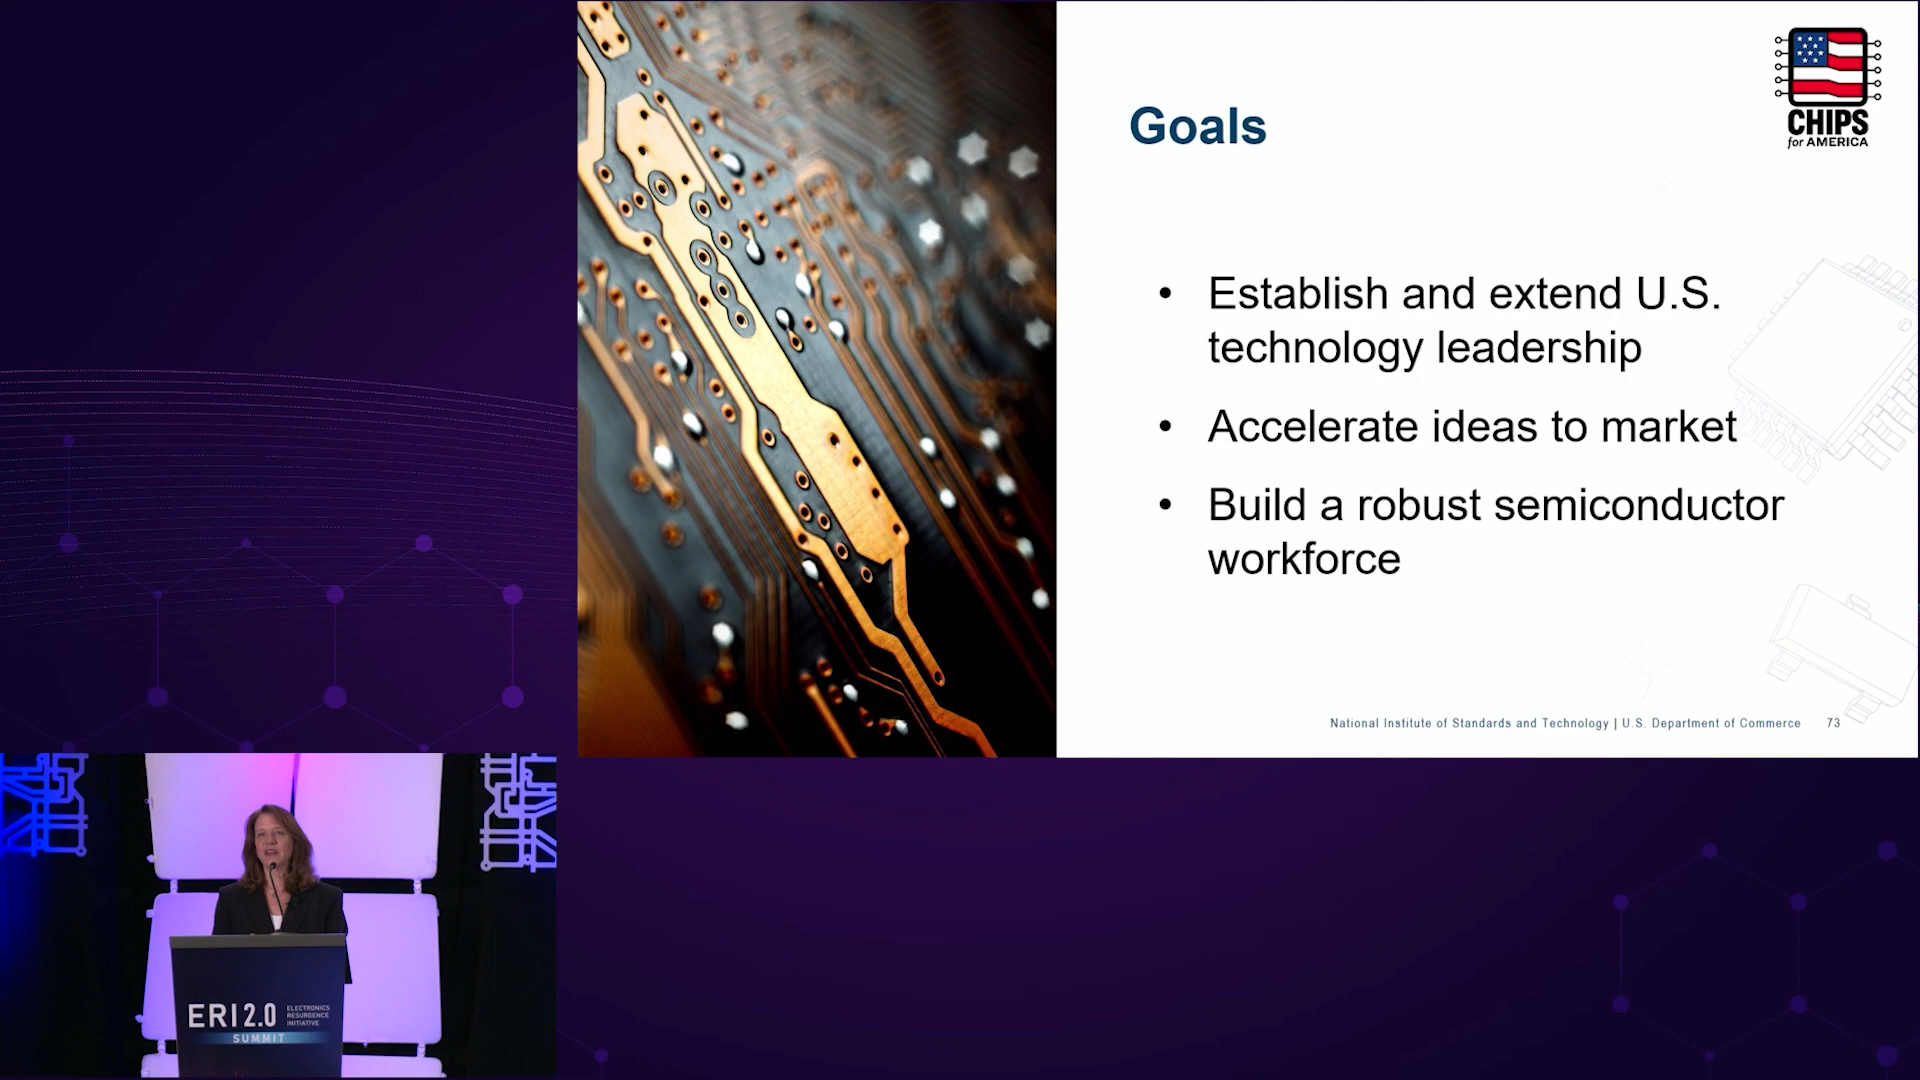 CHIPS
for AMERICA
Goals
• Establish and extend U.S.
technology leadership
• Accelerate ideas to market
• Build a robust semiconductor
workforce
National Institute of Standards and Technology | U.S. Department of Commerce 73
ERI 2.0
ELECTRONICS
RESURGENCE
INITIATIVE
SUMMIT